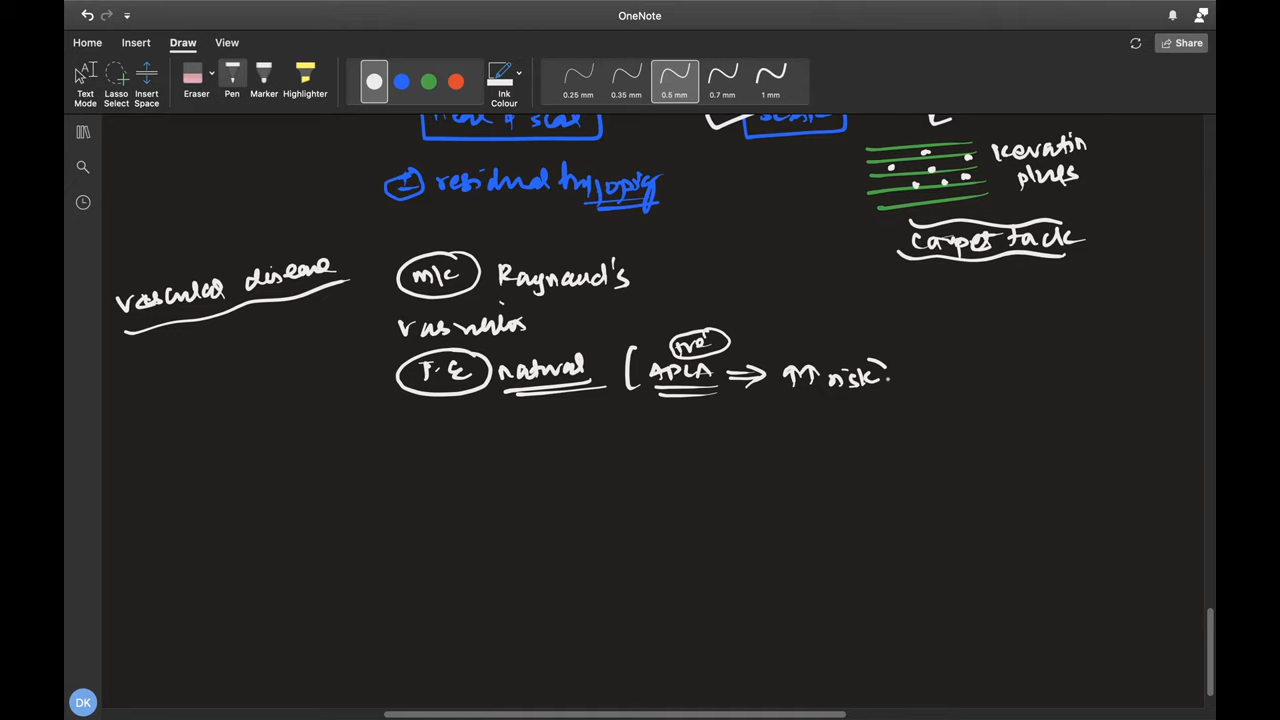 OneNote
Home Insert Draw View
Share
Text Mode
Lasso Select
Insert Space
Eraser
Pen
Marker
Highlighter
Ink Colour
0.25 mm
0.35 mm
0.5 mm
0.7 mm
1 mm
keratin
plugs
± residual hypopig
carpet tack
vascular disease
m/c Raynaud's
T.E natural [APLA +ve ⇒ ↑↑ risk]
DK